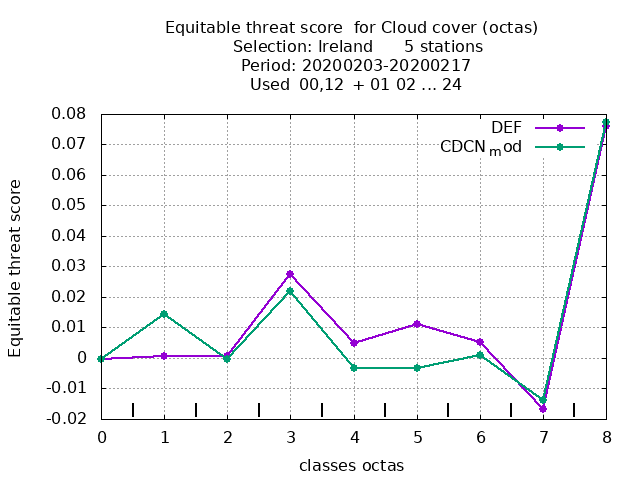 Equitable threat score  for Cloud cover (octas)
Selection: Ireland      5 stations
Period: 20200203-20200217
Used  00,12  + 01 02 ... 24
DEF
CDCNmod
Equitable threat score
0.08
0.07
0.06
0.05
0.04
0.03
0.02
0.01
0
-0.01
-0.02
0 1 2 3 4 5 6 7 8
classes octas